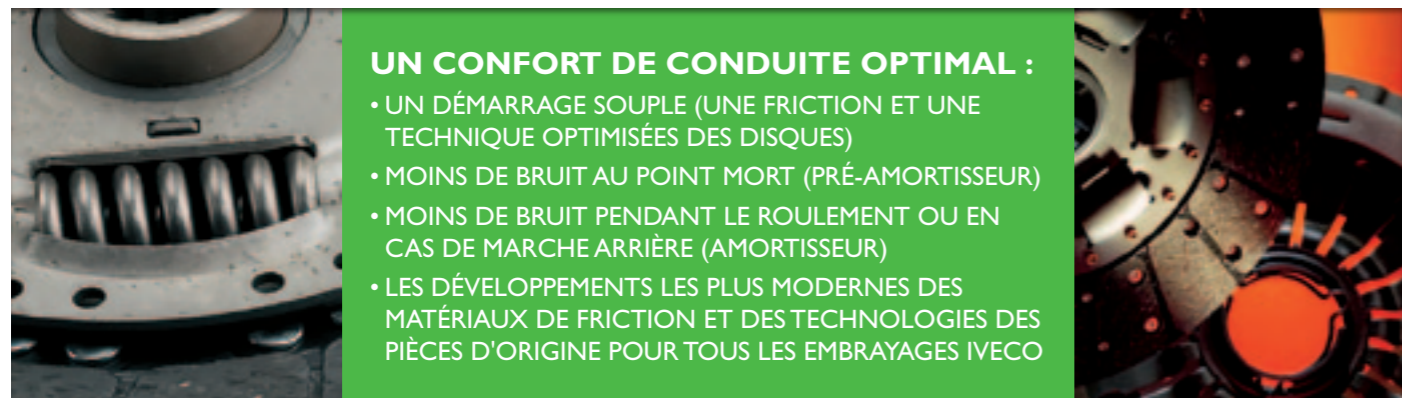 UN CONFORT DE CONDUITE OPTIMAL :
• UN DÉMARRAGE SOUPLE (UNE FRICTION ET UNE
TECHNIQUE OPTIMISÉES DES DISQUES)
• MOINS DE BRUIT AU POINT MORT (PRÉ-AMORTISSEUR)
• MOINS DE BRUIT PENDANT LE ROULEMENT OU EN
CAS DE MARCHE ARRIÈRE (AMORTISSEUR)
• LES DÉVELOPPEMENTS LES PLUS MODERNES DES
MATÉRIAUX DE FRICTION ET DES TECHNOLOGIES DES
PIÈCES D'ORIGINE POUR TOUS LES EMBRAYAGES IVECO